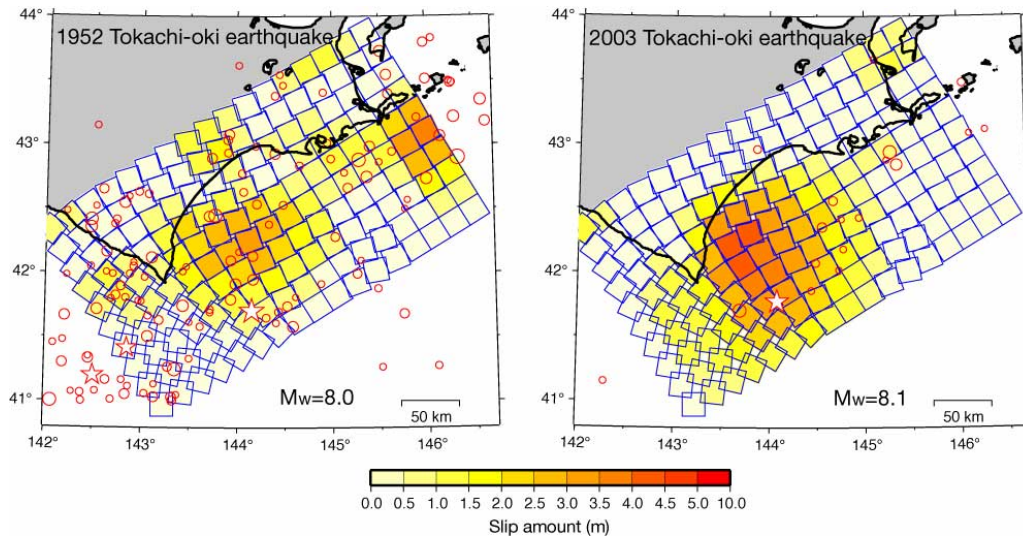 44°
43°
42°
41°
1952 Tokachi-oki earthquake
Mw=8.0
50 km
142°
143°
144°
145°
146°
44°
43°
42°
41°
2003 Tokachi-oki earthquake
Mw=8.1
50 km
142°
143°
144°
145°
146°
0.0 0.5 1.0 1.5 2.0 2.5 3.0 3.5 4.0 4.5 5.0 10.0
Slip amount (m)